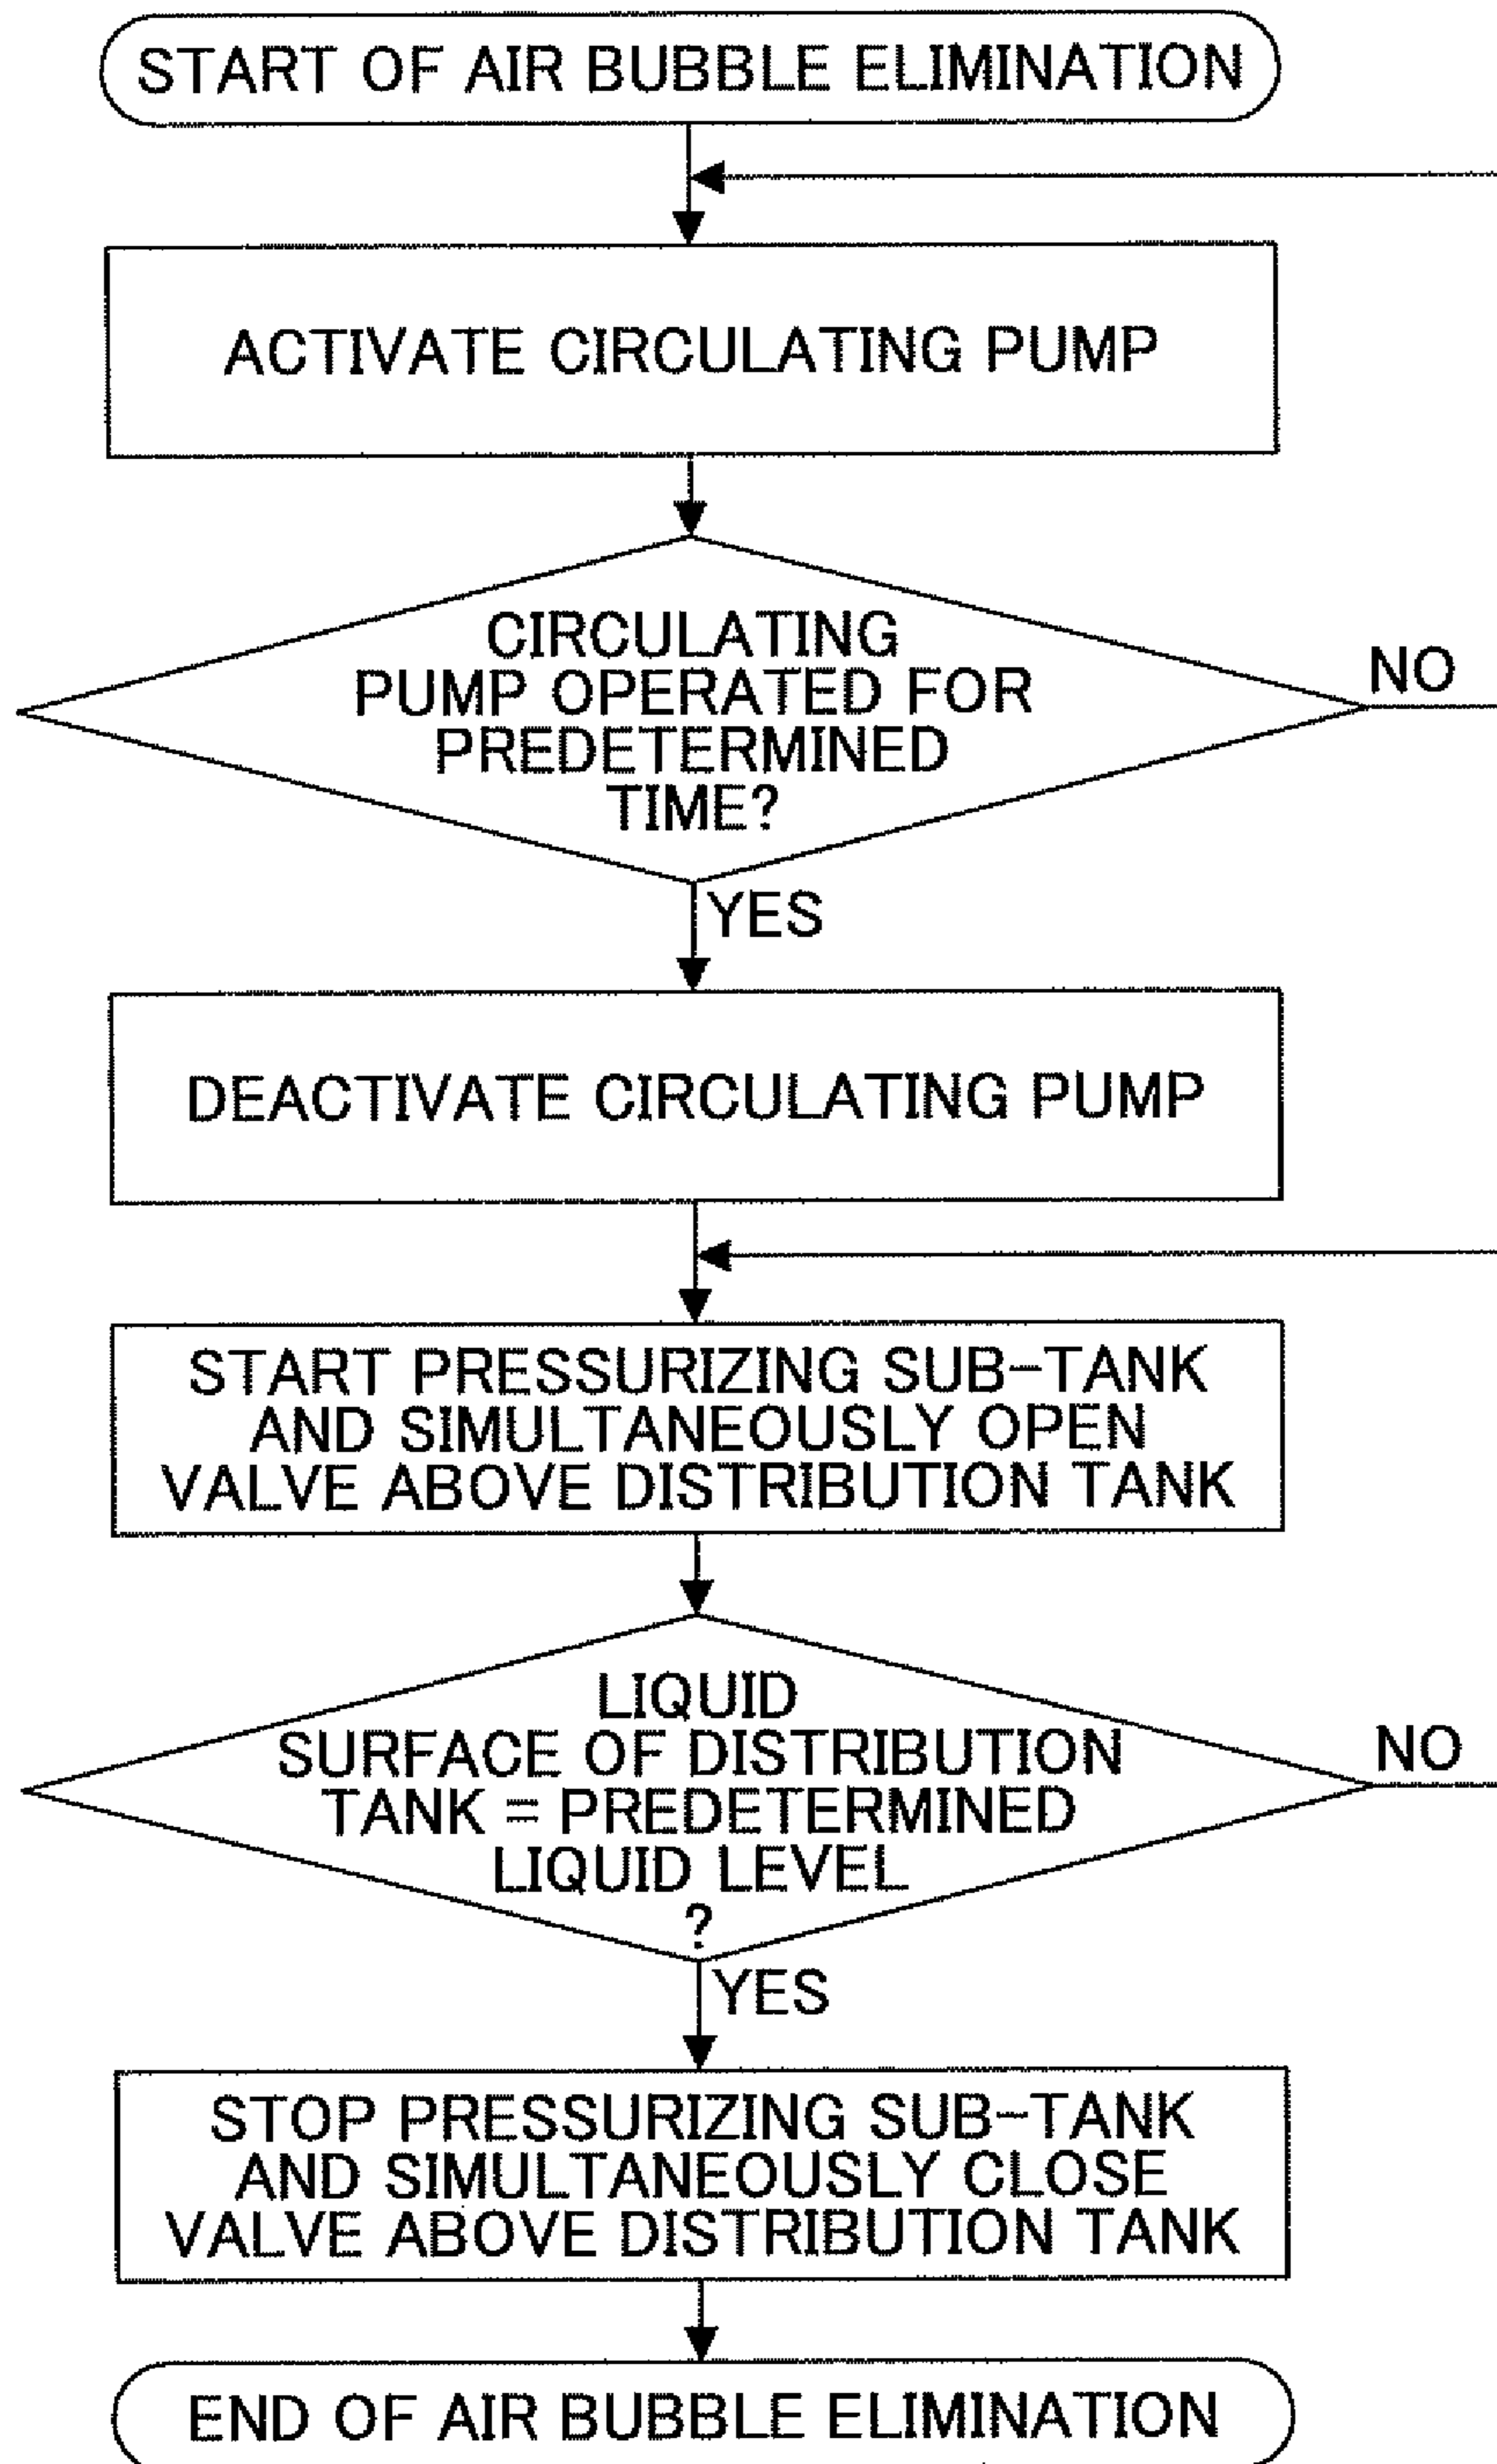 START OF AIR BUBBLE ELIMINATION
ACTIVATE CIRCULATING PUMP
CIRCULATING
PUMP OPERATED FOR
PREDETERMINED
TIME?
NO
YES
DEACTIVATE CIRCULATING PUMP
START PRESSURIZING SUB-TANK
AND SIMULTANEOUSLY OPEN
VALVE ABOVE DISTRIBUTION TANK
LIQUID
SURFACE OF DISTRIBUTION
TANK = PREDETERMINED
LIQUID LEVEL
?
NO
YES
STOP PRESSURIZING SUB-TANK
AND SIMULTANEOUSLY CLOSE
VALVE ABOVE DISTRIBUTION TANK
END OF AIR BUBBLE ELIMINATION